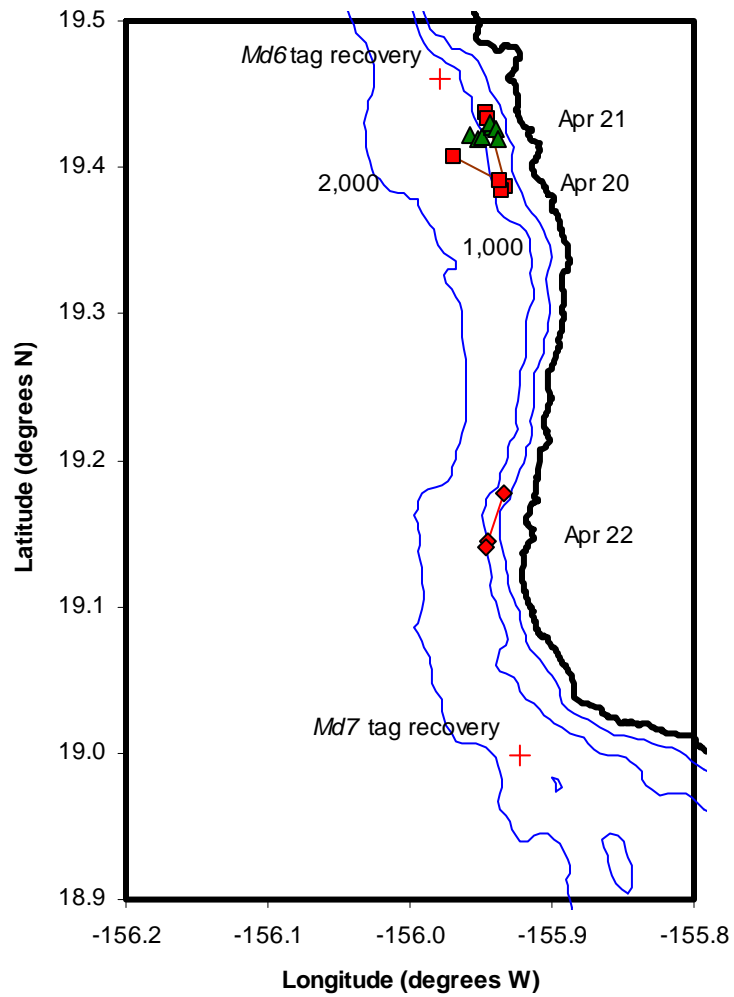 19.5
Md6 tag recovery
Apr 21
19.4
2,000
Apr 20
1,000
19.3
Latitude (degrees N)
19.2
Apr 22
19.1
Md7 tag recovery
19.0
18.9
-156.2 -156.1 -156.0 -155.9 -155.8
Longitude (degrees W)